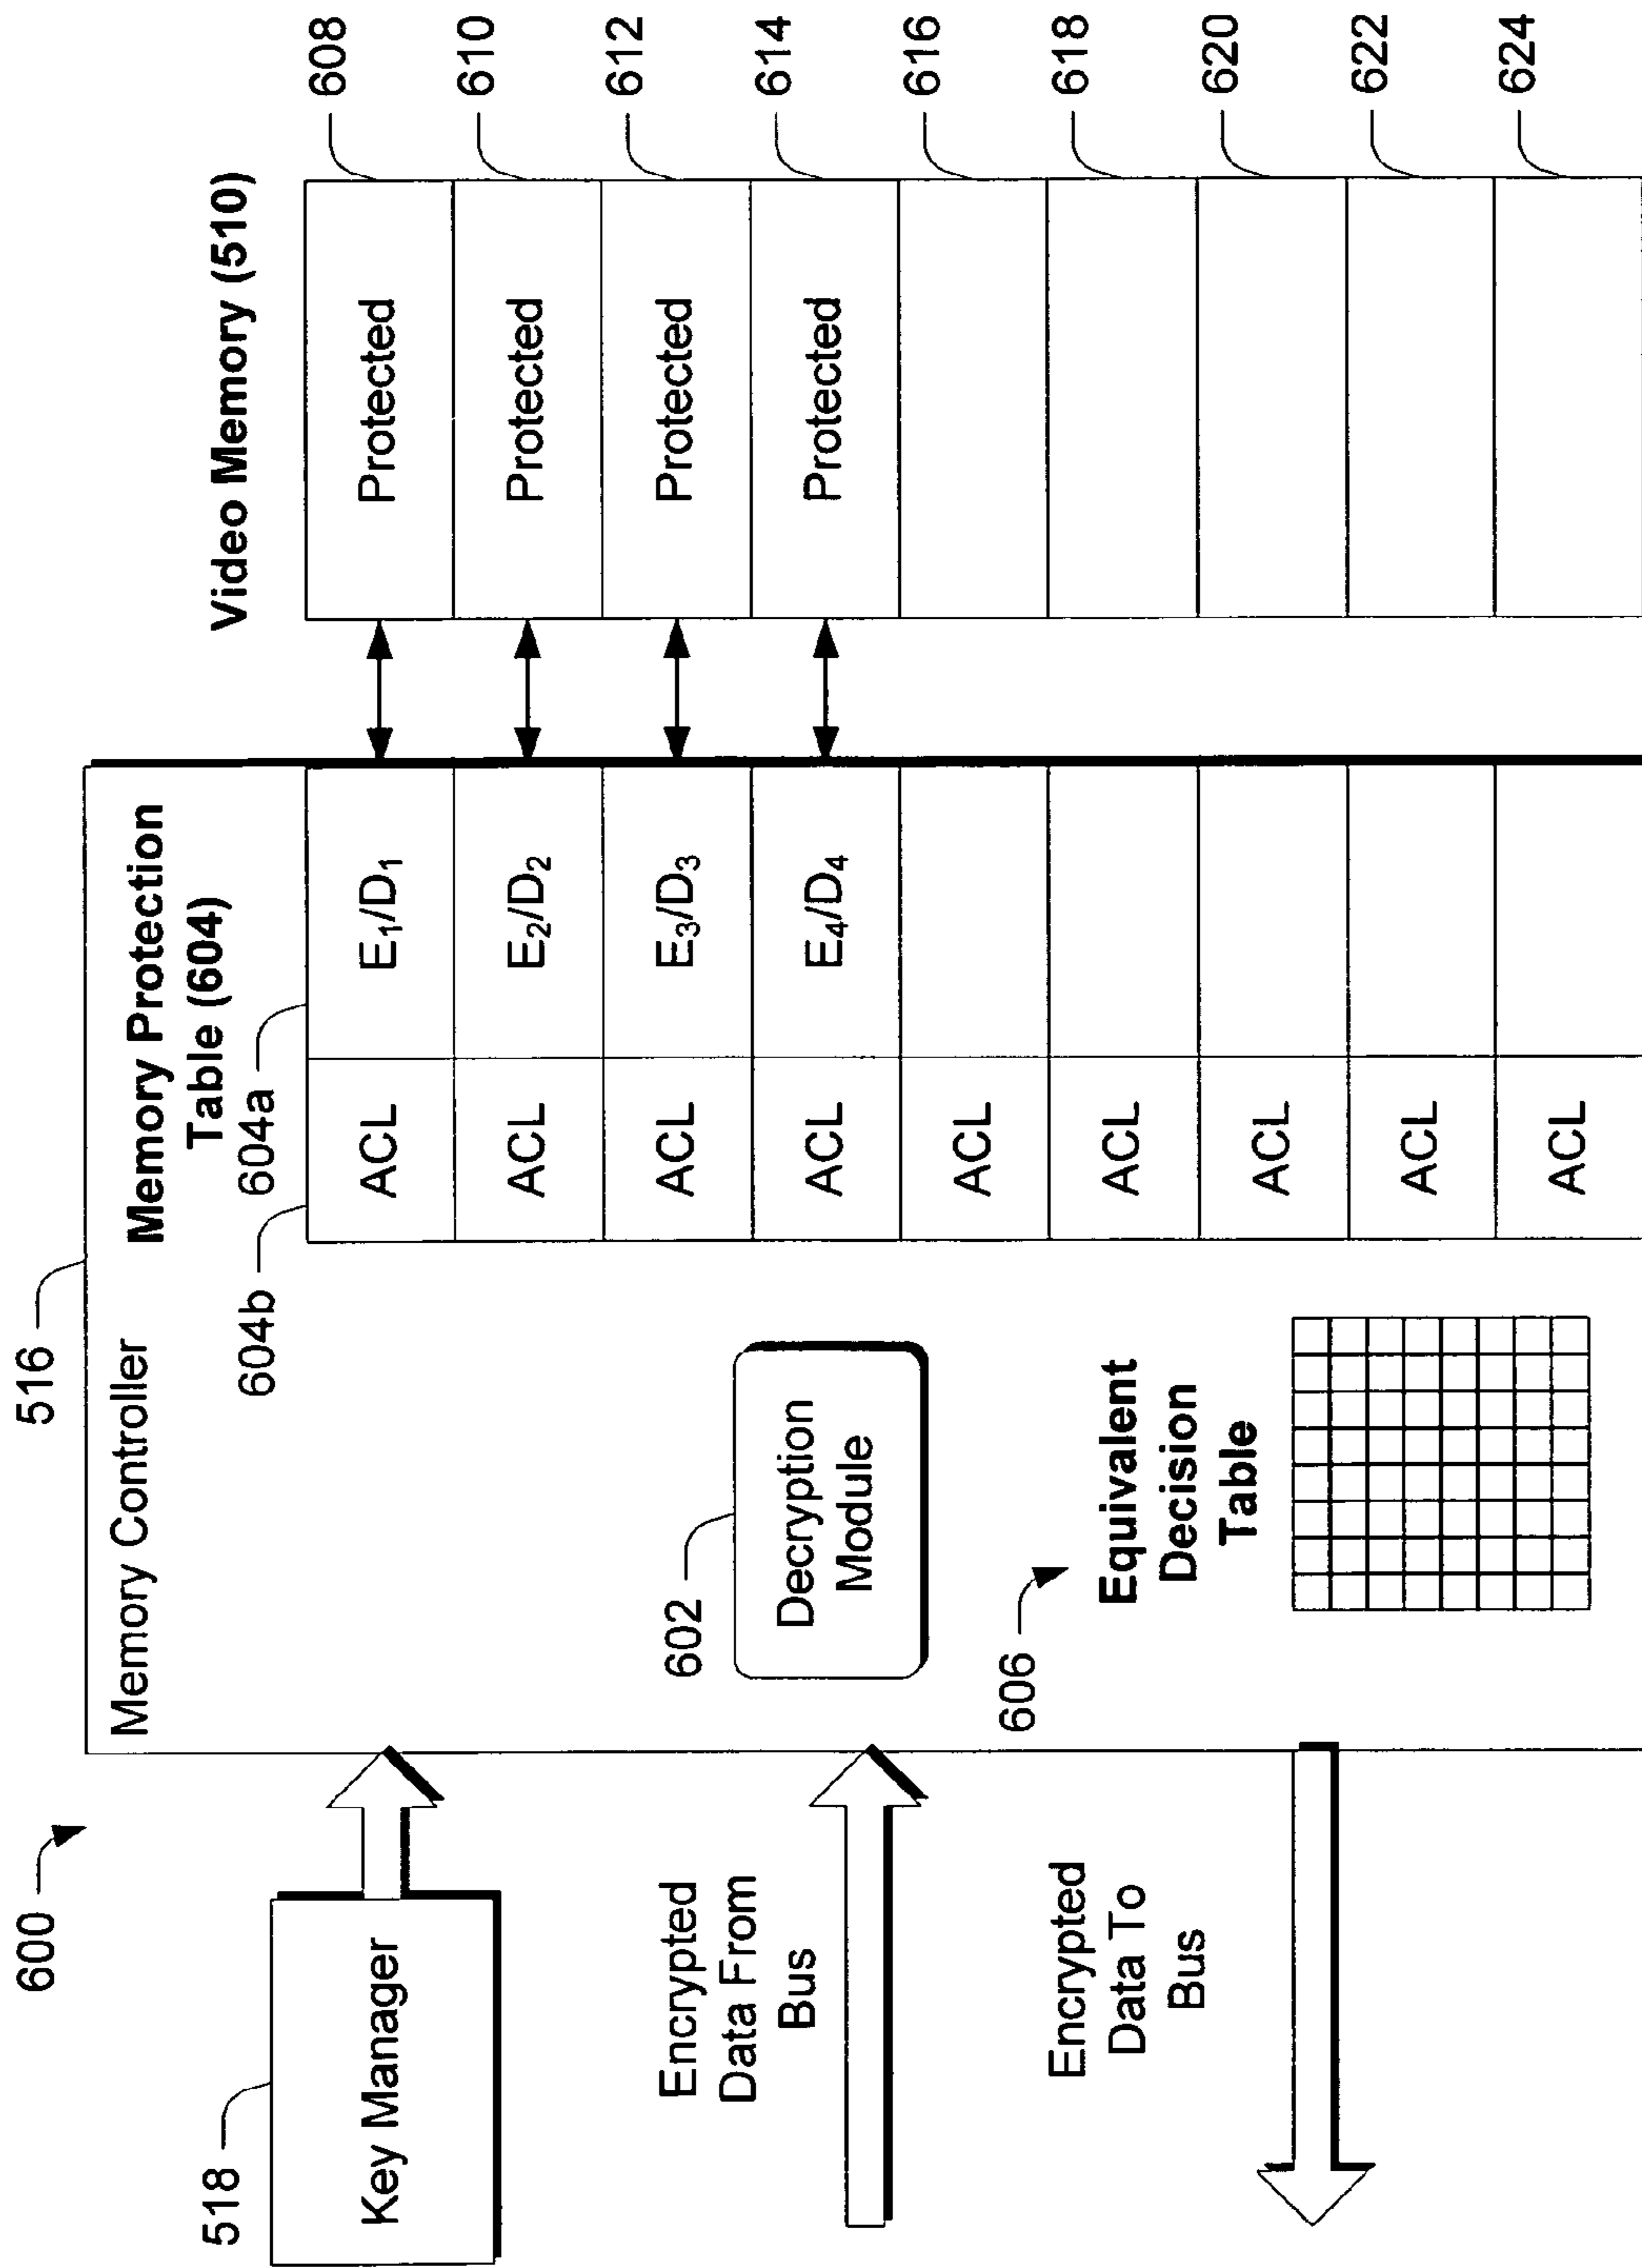 600
518
Key Manager
Encrypted
Data From
Bus
Encrypted
Data To
Bus
516
Memory Controller
602
Decryption
Module
606
Equivalent
Decision
Table
Memory Protection
Table (604)
604b
604a
ACL
E₁/D₁
ACL
E₂/D₂
ACL
E₃/D₃
ACL
E₄/D₄
ACL
ACL
ACL
ACL
ACL
Video Memory (510)
Protected
608
Protected
610
Protected
612
Protected
614
616
618
620
622
624